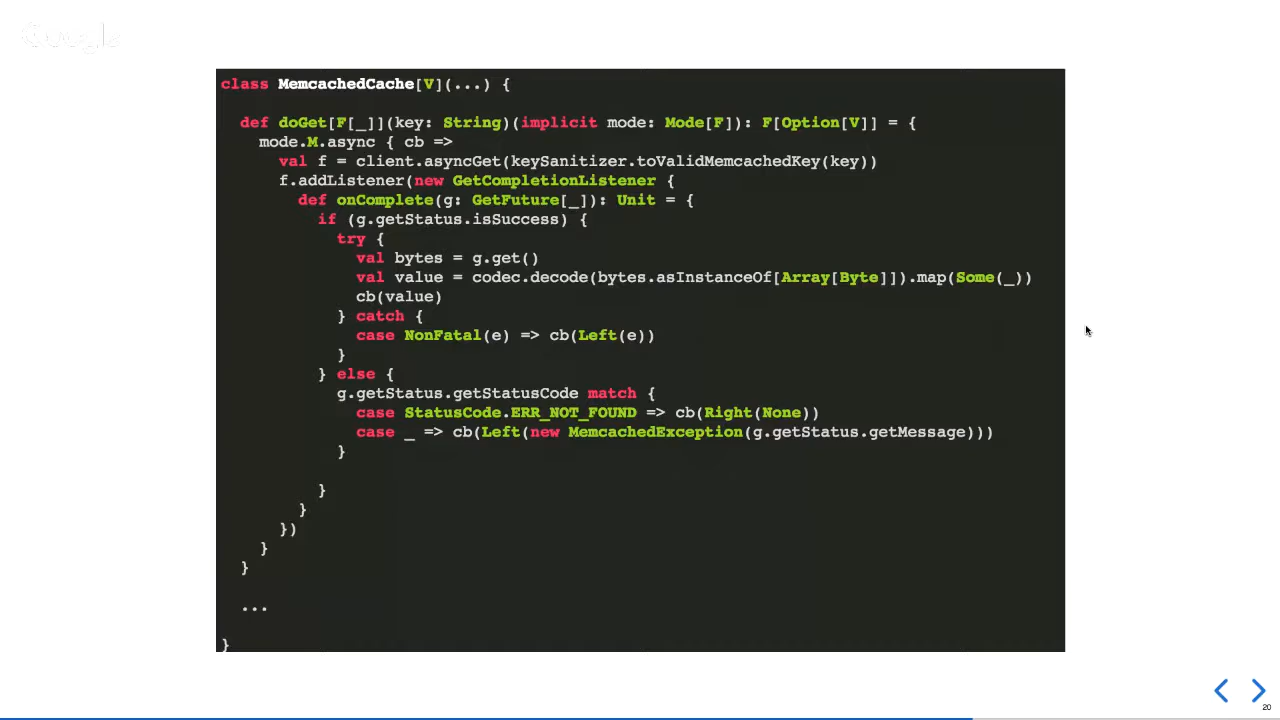 Google
class MemcachedCache[V](...) {
def doGet[F[_]](key: String)(implicit mode: Mode[F]): F[Option[V]] = {
mode.M.async { cb =>
val f = client.asyncGet(keySanitizer.toValidMemcachedKey(key))
f.addListener(new GetCompletionListener {
def onComplete(g: GetFuture[_]): Unit = {
if (g.getStatus.isSuccess) {
try {
val bytes = g.get()
val value = codec.decode(bytes.asInstanceOf[Array[Byte]]).map(Some(_))
cb(value)
} catch {
case NonFatal(e) => cb(Left(e))
}
} else {
g.getStatus.getStatusCode match {
case StatusCode.ERR_NOT_FOUND => cb(Right(None))
case _ => cb(Left(new MemcachedException(g.getStatus.getMessage)))
}
}
}
})
}
}
...
}
20